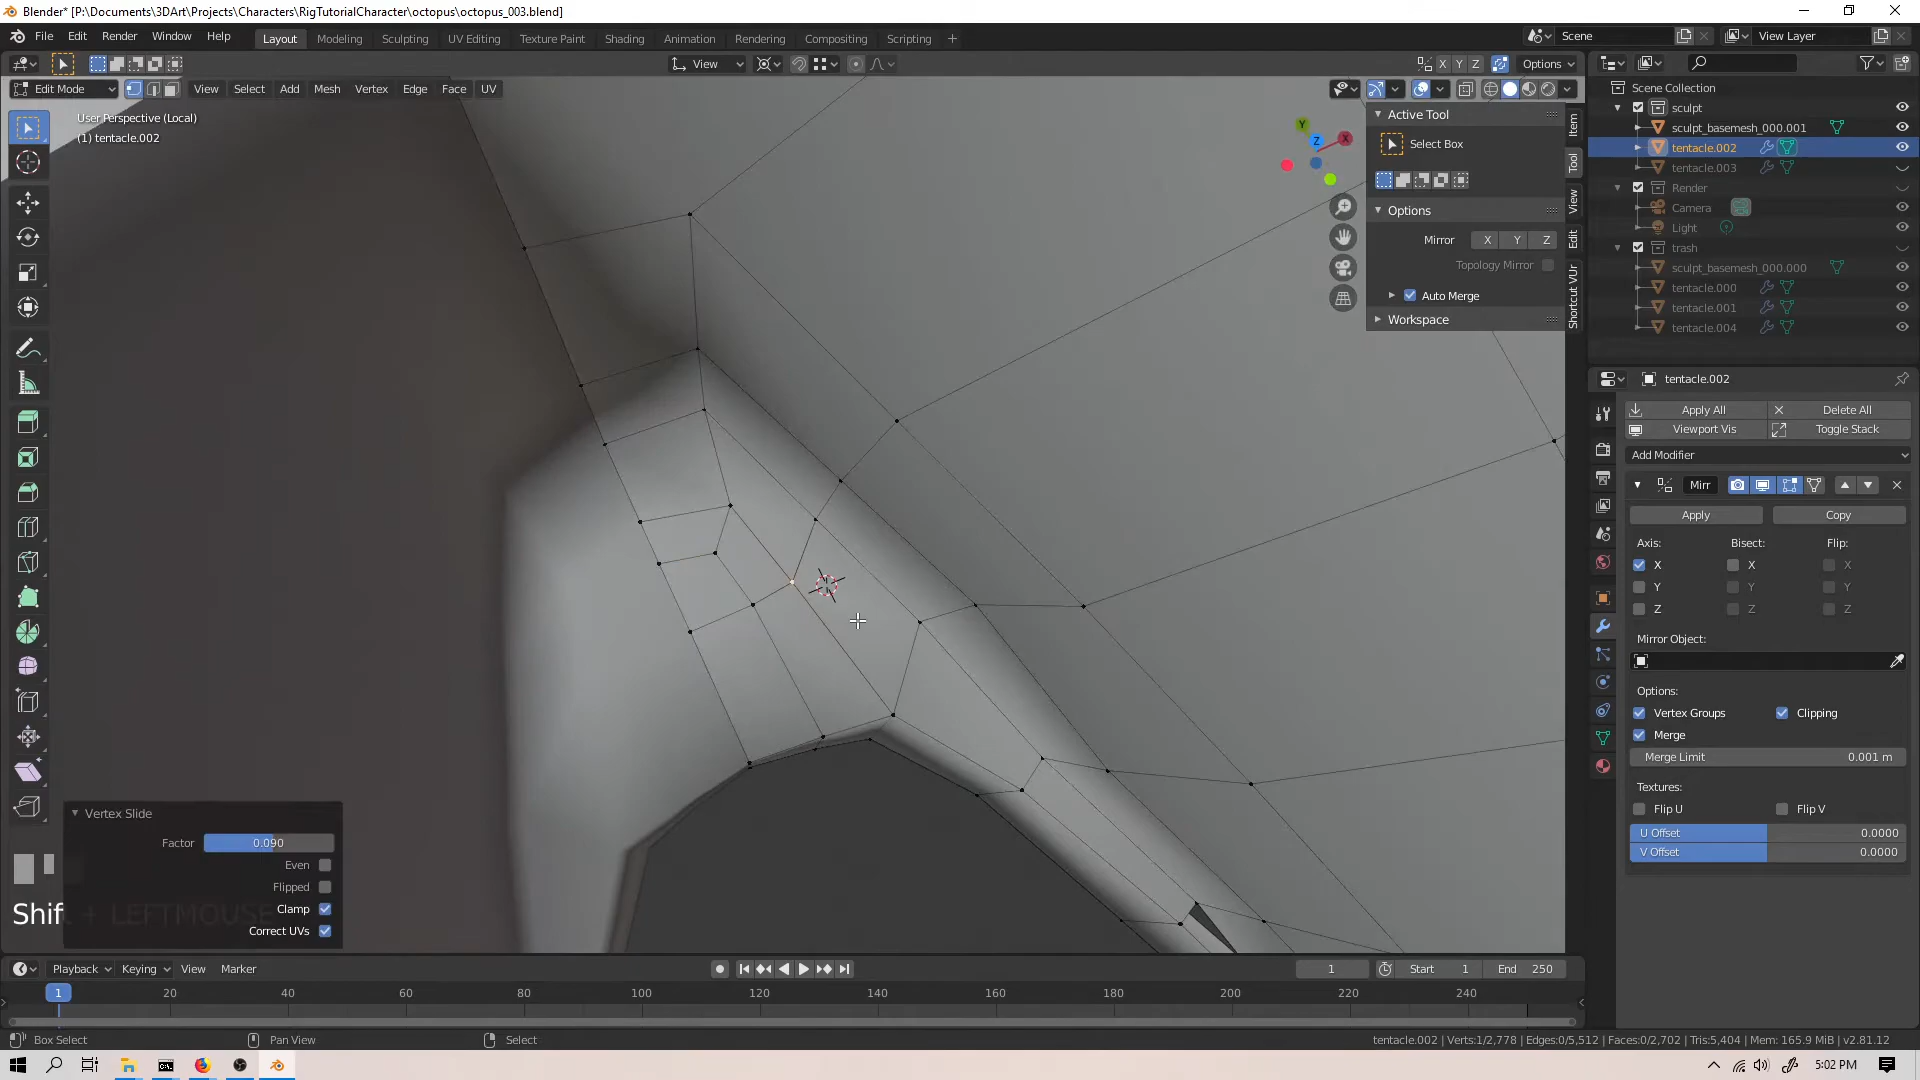 Blender* [P:\Documents\3DArt\Projects\Characters\RigTutorialCharacter\octopus\octopus_003.blend]
File Edit Render Window Help
Layout Modeling Sculpting UV Editing Texture Paint Shading Animation Rendering Compositing Scripting +
Scene
View Layer
View
X Y Z Options
Edit Mode
View Select Add Mesh Vertex Edge Face UV
User Perspective (Local)
(1) tentacle.002
Active Tool
Select Box
Options
Mirror X Y Z
Topology Mirror
Auto Merge
Workspace
Item
Tool
View
Edit
Shortcut VUr
Y
Z
X
Scene Collection
sculpt
sculpt_basemesh_000.001
tentacle.002
tentacle.003
Render
Camera
Light
trash
sculpt_basemesh_000.000
tentacle.000
tentacle.001
tentacle.004
tentacle.002
Apply All Delete All
Viewport Vis Toggle Stack
Add Modifier
Mirr
Apply Copy
Axis: Bisect: Flip:
X X X
Y Y Y
Z Z Z
Mirror Object:
Options:
Vertex Groups Clipping
Merge
Merge Limit 0.001 m
Textures:
Flip U Flip V
U Offset 0.0000
V Offset 0.0000
Vertex Slide
Factor 0.090
Even
Flipped
Clamp
Correct UVs
Shift + LEFTMOUSE
Playback Keying View Marker
1 Start 1 End 250
1 20 40 60 80 100 120 140 160 180 200 220 240
Box Select Pan View Select
tentacle.002 | Verts:1/2,778 | Edges:0/5,512 | Faces:0/2,702 | Tris:5,404 | Mem: 165.9 MiB | v2.81.12
5:02 PM